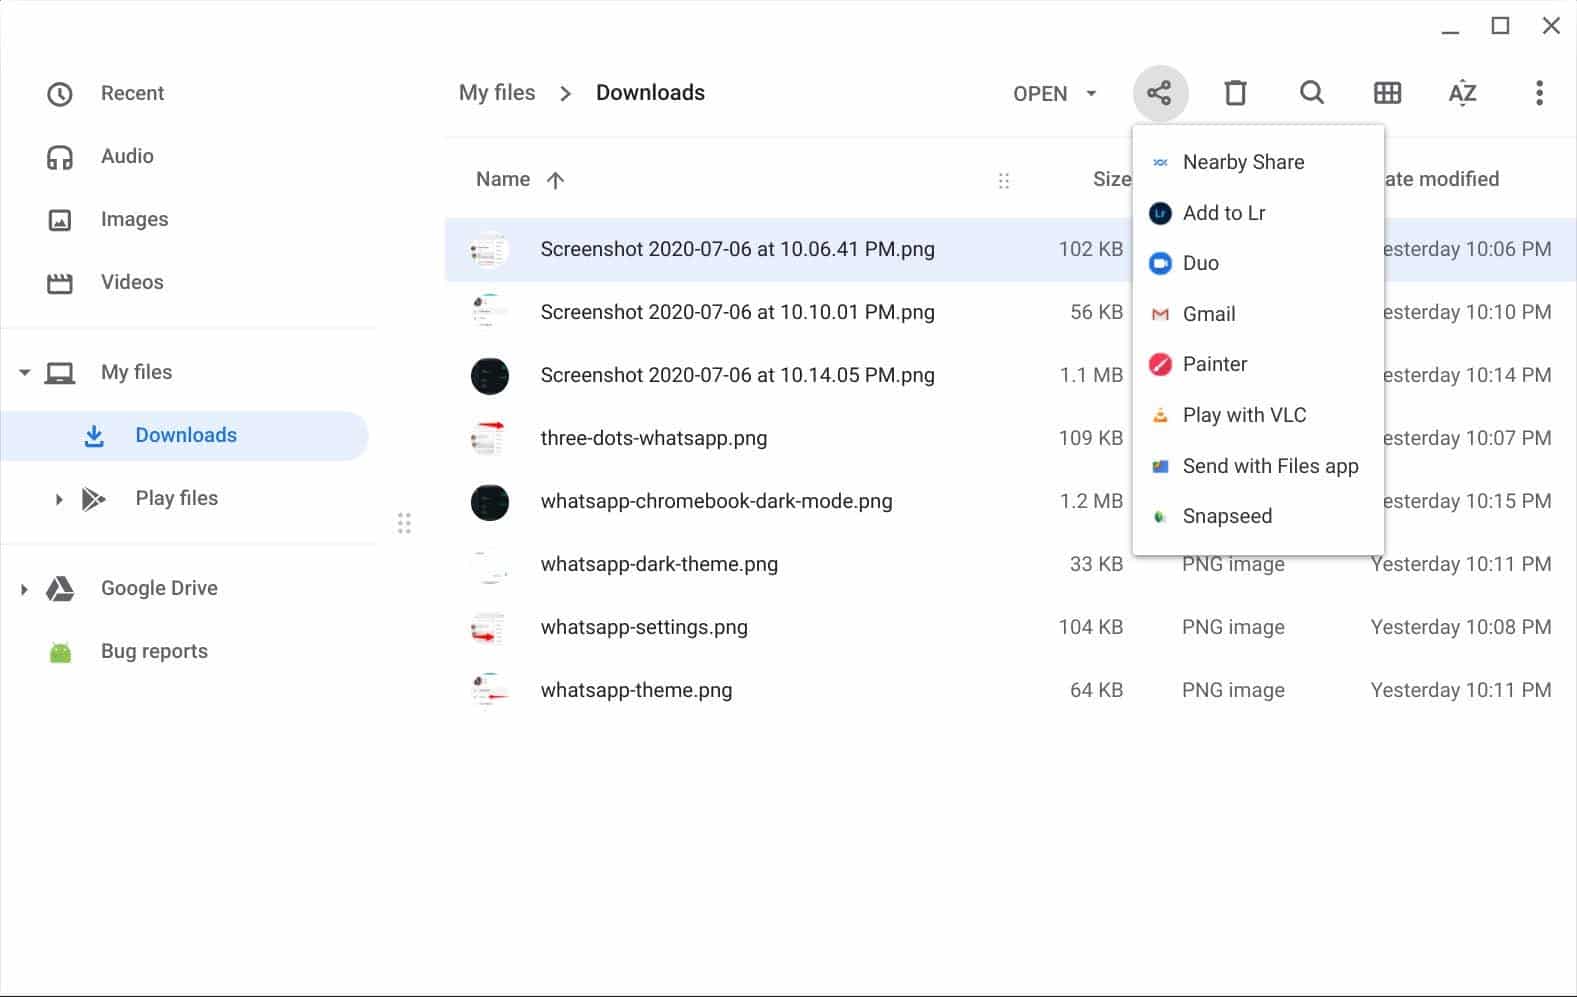 Recent
Audio
Images
Videos
My files
Downloads
Play files
Google Drive
Bug reports
My files > Downloads
OPEN
AZ
Name Size ate modified
Screenshot 2020-07-06 at 10.06.41 PM.png 102 KB esterday 10:06 PM
Screenshot 2020-07-06 at 10.10.01 PM.png 56 KB esterday 10:10 PM
Screenshot 2020-07-06 at 10.14.05 PM.png 1.1 MB esterday 10:14 PM
three-dots-whatsapp.png 109 KB esterday 10:07 PM
whatsapp-chromebook-dark-mode.png 1.2 MB esterday 10:15 PM
whatsapp-dark-theme.png 33 KB PNG image Yesterday 10:11 PM
whatsapp-settings.png 104 KB PNG image Yesterday 10:08 PM
whatsapp-theme.png 64 KB PNG image Yesterday 10:11 PM
Nearby Share
Lr Add to Lr
Duo
Gmail
Painter
Play with VLC
Send with Files app
Snapseed